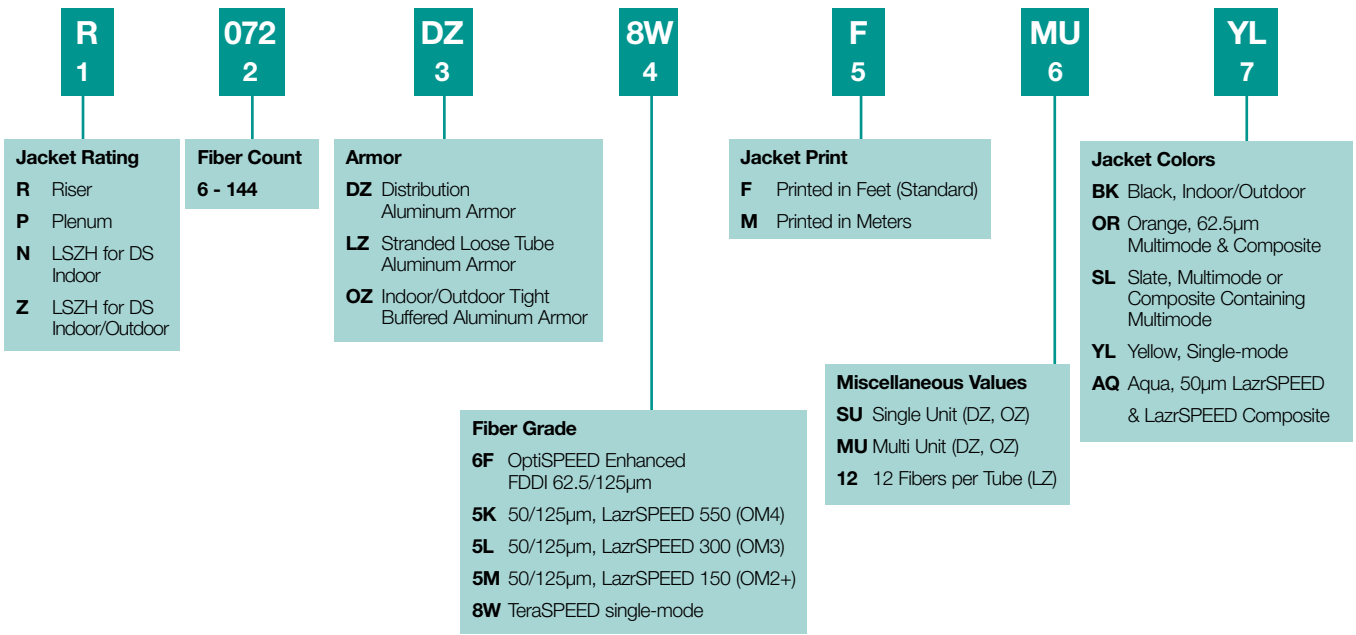 R 072 DZ 8W F MU YL
1 2 3 4 5 6 7
Jacket Rating
R Riser
P Plenum
N LSZH for DS
Indoor
Z LSZH for DS
Indoor/Outdoor
Fiber Count
6 - 144
Armor
DZ Distribution
Aluminum Armor
LZ Stranded Loose Tube
Aluminum Armor
OZ Indoor/Outdoor Tight
Buffered Aluminum Armor
Fiber Grade
6F OptiSPEED Enhanced
FDDI 62.5/125µm
5K 50/125µm, LazrSPEED 550 (OM4)
5L 50/125µm, LazrSPEED 300 (OM3)
5M 50/125µm, LazrSPEED 150 (OM2+)
8W TeraSPEED single-mode
Jacket Print
F Printed in Feet (Standard)
M Printed in Meters
Miscellaneous Values
SU Single Unit (DZ, OZ)
MU Multi Unit (DZ, OZ)
12 12 Fibers per Tube (LZ)
Jacket Colors
BK Black, Indoor/Outdoor
OR Orange, 62.5µm
Multimode & Composite
SL Slate, Multimode or
Composite Containing
Multimode
YL Yellow, Single-mode
AQ Aqua, 50µm LazrSPEED
& LazrSPEED Composite